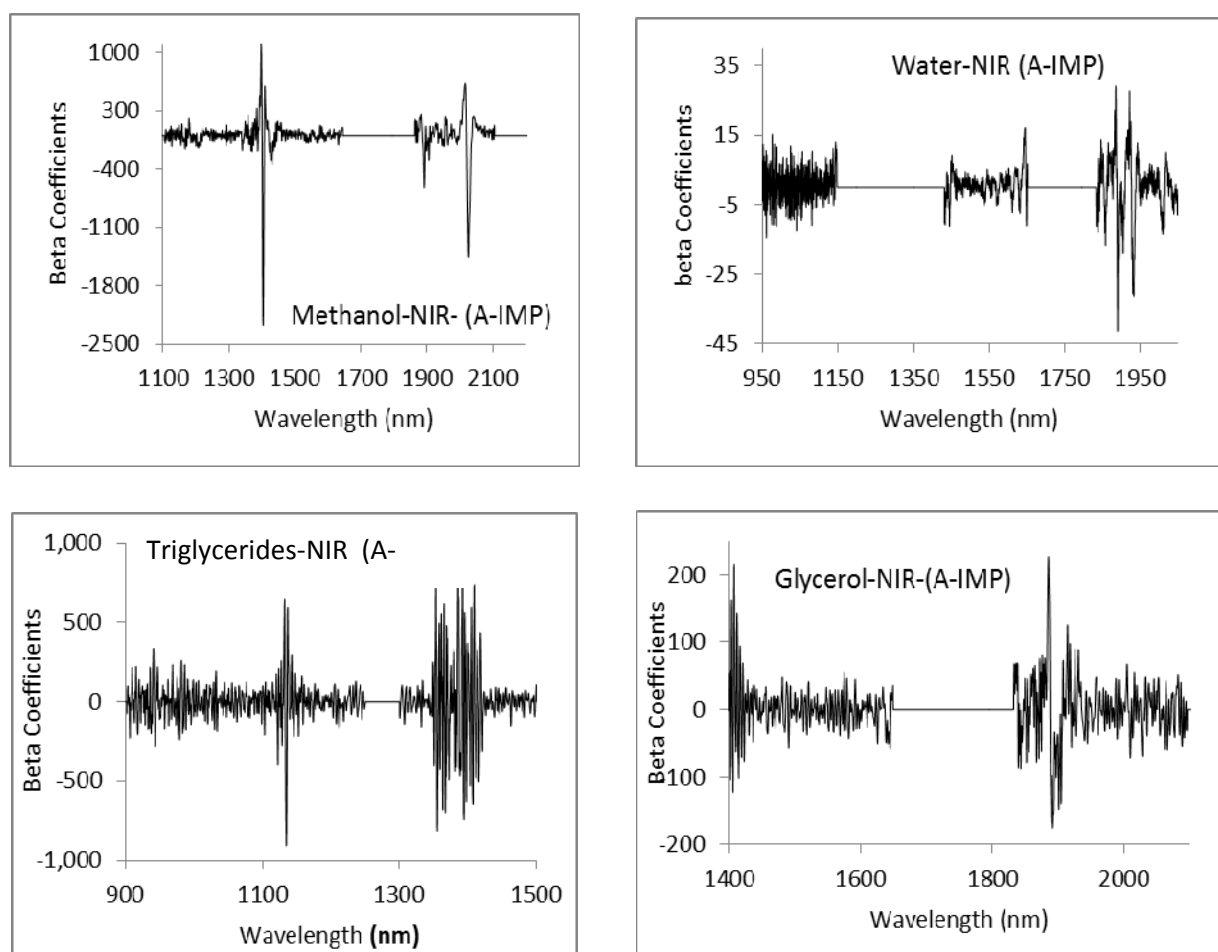 1000
300
-400
-1100
-1800
-2500
Beta Coefficients
Methanol-NIR- (A-IMP)
1100 1300 1500 1700 1900 2100
Wavelength (nm)
35
15
-5
-25
-45
beta Coefficients
Water-NIR (A-IMP)
950 1150 1350 1550 1750 1950
Wavelength (nm)
1,000
500
0
-500
-1,000
Beta Coefficients
Triglycerides-NIR (A-
900 1100 1300 1500
Wavelength (nm)
200
100
0
-100
-200
Beta Coefficients
Glycerol-NIR-(A-IMP)
1400 1600 1800 2000
Wavelength (nm)